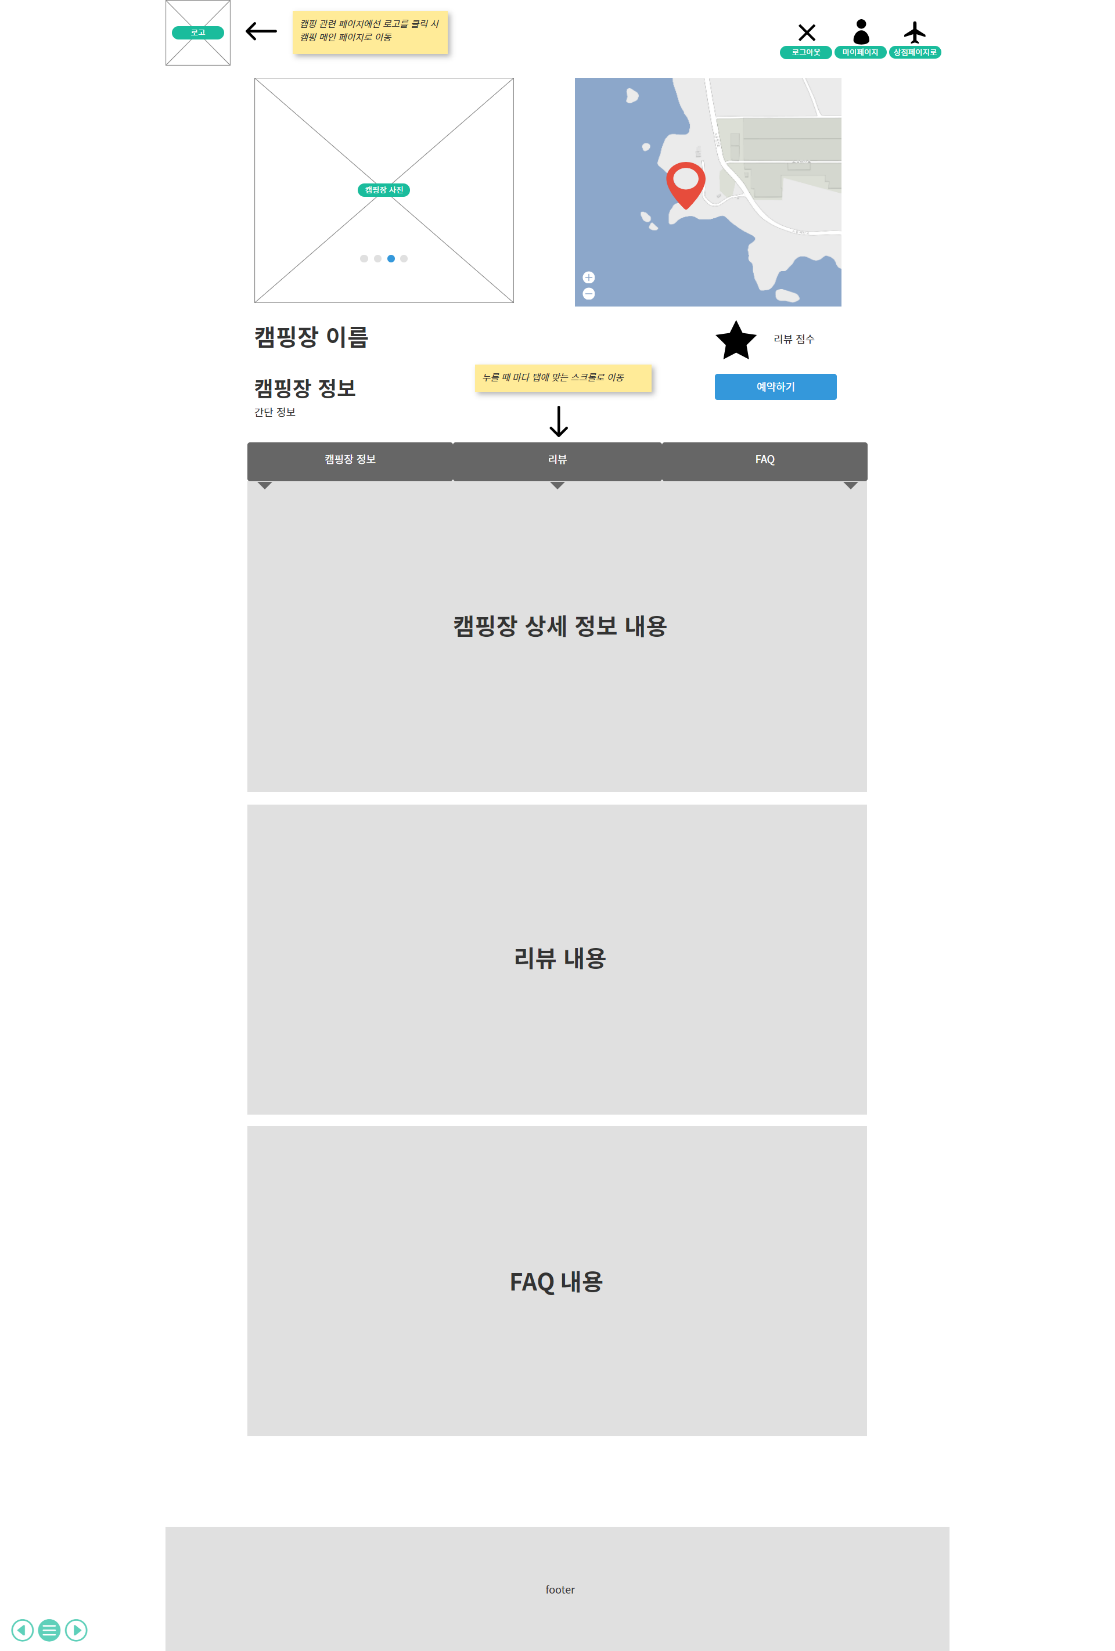 로고
캠핑 관련 페이지에선 로고를 클릭 시
캠핑 메인 페이지로 이동
로그아웃
마이페이지
상점페이지로
캠핑장 사진
캠핑장 이름
리뷰 점수
캠핑장 정보
누를 때 마다 탭에 맞는 스크롤로 이동
예약하기
간단 정보
캠핑장 정보
리뷰
FAQ
캠핑장 상세 정보 내용
리뷰 내용
FAQ 내용
footer